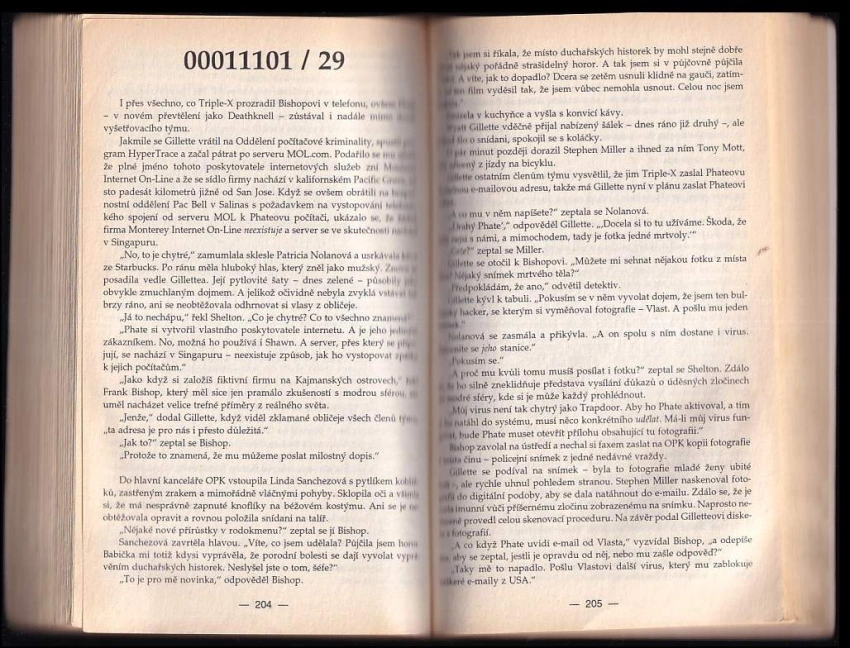 00011101 / 29
I přes všechno, co Triple-X prozradil Bishopovi v telefonu,
– v novém převtělení jako Deathknell – zůstával i nadále mimo
vyšetřovacího týmu.
Jakmile se Gillette vrátil na Oddělení počítačové kriminality,
gram HyperTrace a začal pátrat po serveru MOL.com. Podařilo se mu
že plné jméno tohoto poskytovatele internetových služeb zní
Internet On-Line a že se sídlo firmy nachází v kalifornském Pacific
sto padesát kilometrů jižně od San Jose. Když se ovšem obrátili na
nostní oddělení Pac Bell v Salinas s požadavkem na vystopování
kého spojení od serveru MOL k Phateovu počítači, ukázalo se, že
firma Monterey Internet On-Line neexistuje a server se ve skutečnosti
v Singapuru.
„No, to je chytré,“ zamumlala sklesle Patricia Nolanová a usrkávala
ze Starbucks. Po ránu měla hluboký hlas, který zněl jako mužský.
posadila vedle Gillettea. Její pytlovité šaty – dnes zelené – působily
obvykle zmuchlaným dojmem. A jelikož očividně nebyla zvyklá vstávat
brzy ráno, ani se neobtěžovala odhrnout si vlasy z obličeje.
„Já to nechápu,“ řekl Shelton. „Co je chytré? Co to všechno
„Phate si vytvořil vlastního poskytovatele internetu. A je jeho
zákazníkem. No, možná ho používá i Shawn. A server, přes který se
jují, se nachází v Singapuru – neexistuje způsob, jak ho vystopovat
k jejich počítačům.“
„Jako když si založíš fiktivní firmu na Kajmanských ostrovech,“
Frank Bishop, který měl sice jen pramálo zkušeností s modrou sférou,
uměl nacházet velice trefné příměry z reálného světa.
„Jenže,“ dodal Gillette, když viděl zklamané obličeje všech členů
„ta adresa je pro nás i přesto důležitá.“
„Jak to?“ zeptal se Bishop.
„Protože to znamená, že mu můžeme poslat milostný dopis.“
Do hlavní kanceláře OPK vstoupila Linda Sanchezová s pytlíkem
ků, zastřeným zrakem a mimořádně vláčnými pohyby. Sklopila oči a
si, že má nesprávně zapnuté knoflíky na béžovém kostýmu. Ani se
obtěžovala opravit a rovnou položila snídani na talíř.
„Nějaké nové přírůstky v rodokmenu?“ zeptal se jí Bishop.
Sanchezová zavrtěla hlavou. „Víte, co jsem udělala? Půjčila jsem
Babička mi totiž kdysi vyprávěla, že porodní bolesti se dají vyvolat
věním duchařských historek. Neslyšel jste o tom, šéfe?“
„To je pro mě novinka,“ odpověděl Bishop.
— 204 —
jsem si říkala, že místo duchařských historek by mohl stejně dobře
pořádně strašidelný horor. A tak jsem si v půjčovně půjčila
A víte, jak to dopadlo? Dcera se zetěm usnuli klidně na gauči, zatím-
film vyděsil tak, že jsem vůbec nemohla usnout. Celou noc jsem
v kuchyňce a vyšla s konvicí kávy.
Gillette vděčně přijal nabízený šálek – dnes ráno již druhý –, ale
o snídani, spokojil se s koláčky.
minut později dorazil Stephen Miller a ihned za ním Tony Mott,
z jízdy na bicyklu.
ostatním členům týmu vysvětlil, že jim Triple-X zaslal Phateovu
e-mailovou adresu, takže má Gillette nyní v plánu zaslat Phateovi
co mu v něm napíšete?“ zeptala se Nolanová.
Phate',“ odpověděl Gillette. „,Docela si to tu užíváme. Škoda, že
s námi, a mimochodem, tady je fotka jedné mrtvoly.'“
zeptal se Miller.
Gillette se otočil k Bishopovi. „Můžete mi sehnat nějakou fotku z místa
Nějaký snímek mrtvého těla?“
Předpokládám, že ano,“ odvětil detektiv.
Gillette kývl k tabuli. „Pokusím se v něm vyvolat dojem, že jsem ten bul-
hacker, se kterým si vyměňoval fotografie – Vlast. A pošlu mu jeden
Nolanová se zasmála a přikývla. „A on spolu s ním dostane i virus.
se jeho stanice.“
Pokusím se.“
A proč mu kvůli tomu musíš posílat i fotku?“ zeptal se Shelton. Zdálo
ho silně zneklidňuje představa vysílání důkazů o úděsných zločinech
sféry, kde si je může každý prohlédnout.
Můj virus není tak chytrý jako Trapdoor. Aby ho Phate aktivoval, a tím
natáhl do systému, musí něco konkrétního udělat. Má-li můj virus fun-
bude Phate muset otevřít přílohu obsahující tu fotografii.“
Bishop zavolal na ústředí a nechal si faxem zaslat na OPK kopii fotografie
činu – policejní snímek z jedné nedávné vraždy.
Gillette se podíval na snímek – byla to fotografie mladé ženy ubité
ale rychle uhnul pohledem stranou. Stephen Miller naskenoval foto-
do digitální podoby, aby se dala natáhnout do e-mailu. Zdálo se, že je
imunní vůči příšernému zločinu zobrazenému na snímku. Naprosto ne-
provedl celou skenovací proceduru. Na závěr podal Gilletteovi diske-
fotografií.
„A co když Phate uvidí e-mail od Vlasta,“ vyzvídal Bishop, „a odepíše
aby se zeptal, jestli je opravdu od něj, nebo mu zašle odpověď?“
„Taky mě to napadlo. Pošlu Vlastovi další virus, který mu zablokuje
e-maily z USA.“
— 205 —